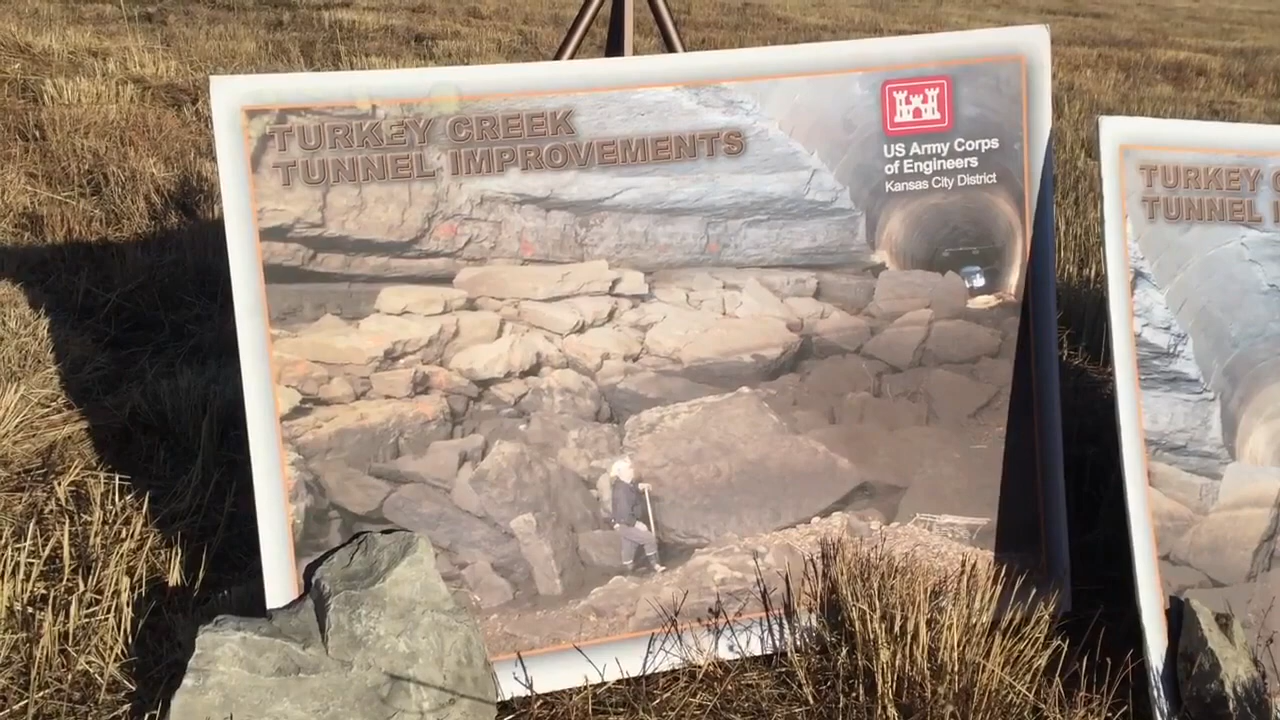 TURKEY CREEK
TUNNEL IMPROVEMENTS
US Army Corps
of Engineers
Kansas City District
TURKEY
TUNNEL